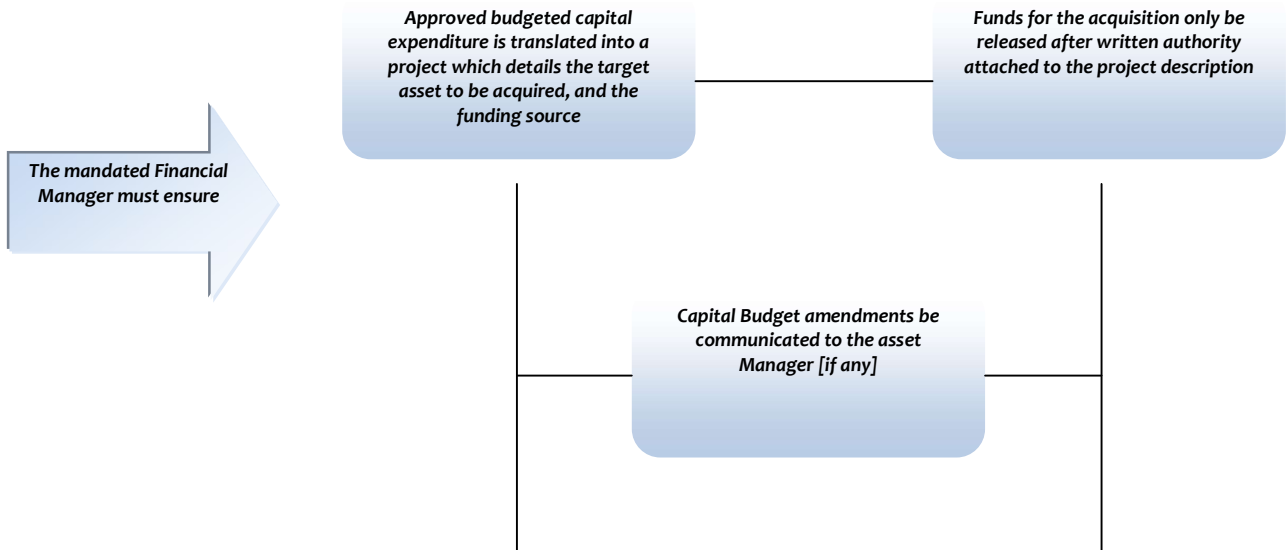 Approved budgeted capital
expenditure is translated into a
project which details the target
asset to be acquired, and the
funding source
Funds for the acquisition only be
released after written authority
attached to the project description
The mandated Financial
Manager must ensure
Capital Budget amendments be
communicated to the asset
Manager [if any]